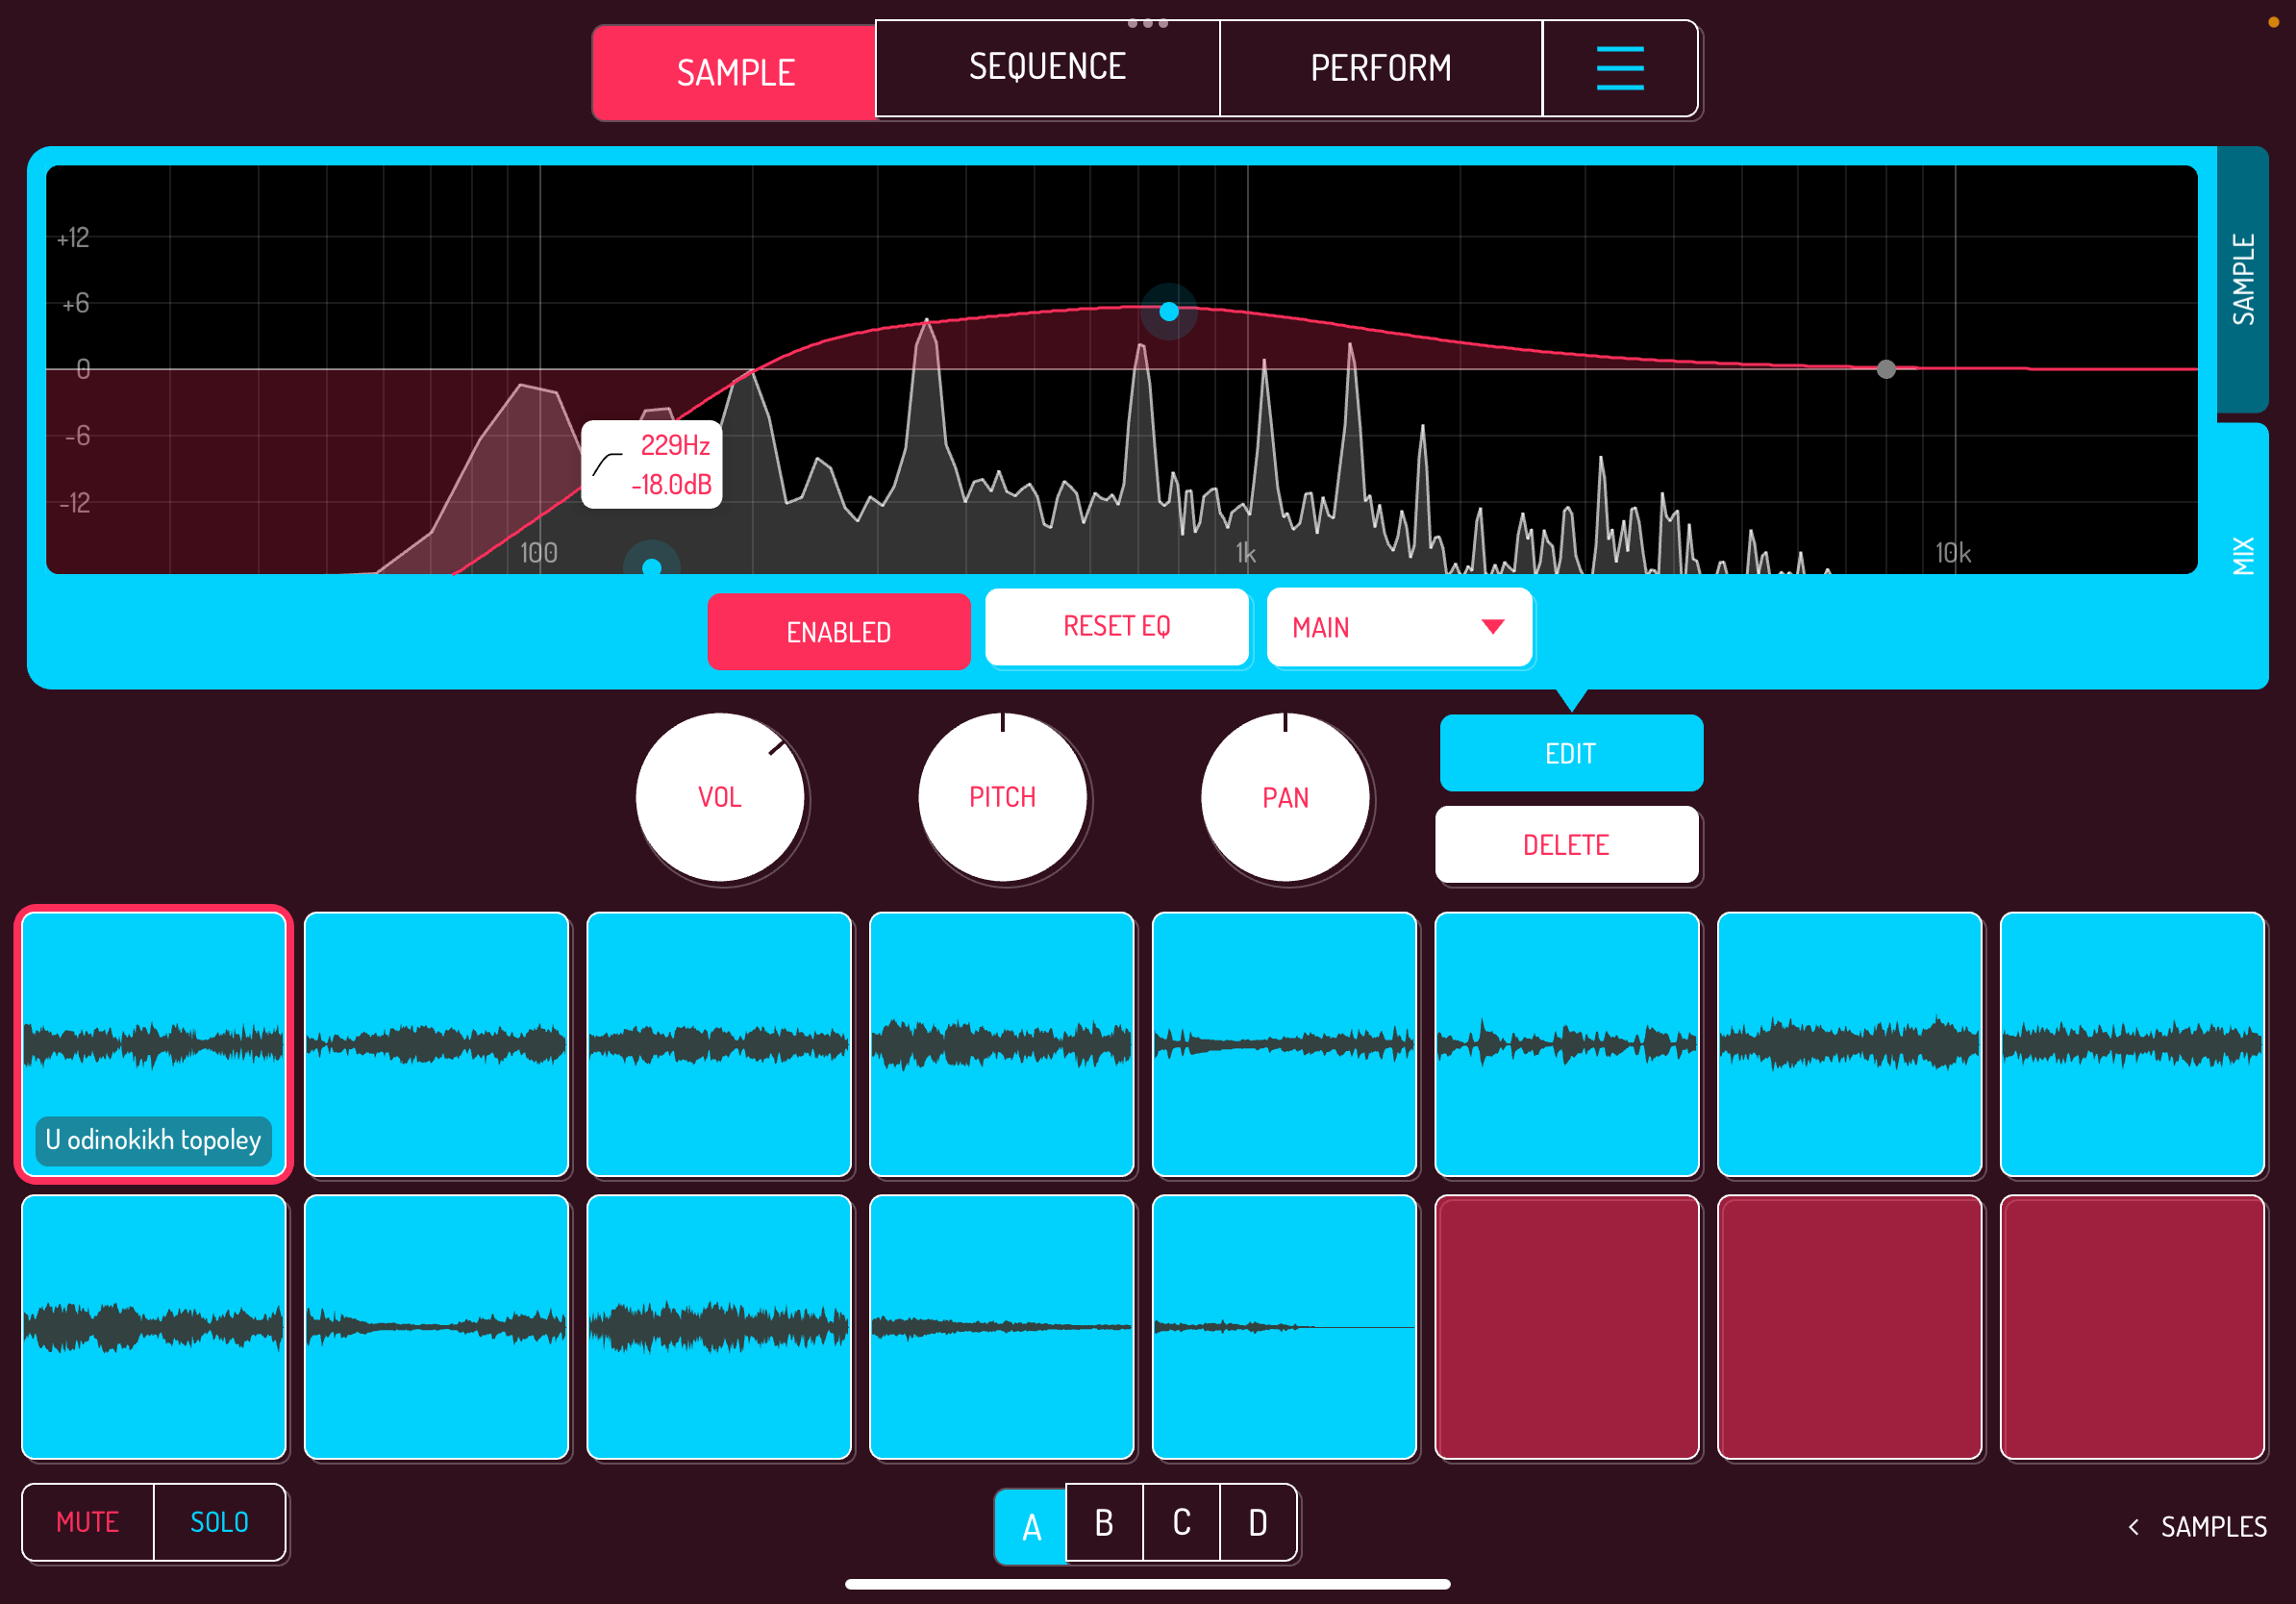 SAMPLE
SEQUENCE
PERFORM
+12
+6
0
-6
-12
229Hz
-18.0dB
100
1k
10k
SAMPLE
MIX
ENABLED
RESET EQ
MAIN
VOL
PITCH
PAN
EDIT
DELETE
U odinokikh topoley
MUTE
SOLO
A
B
C
D
< SAMPLES